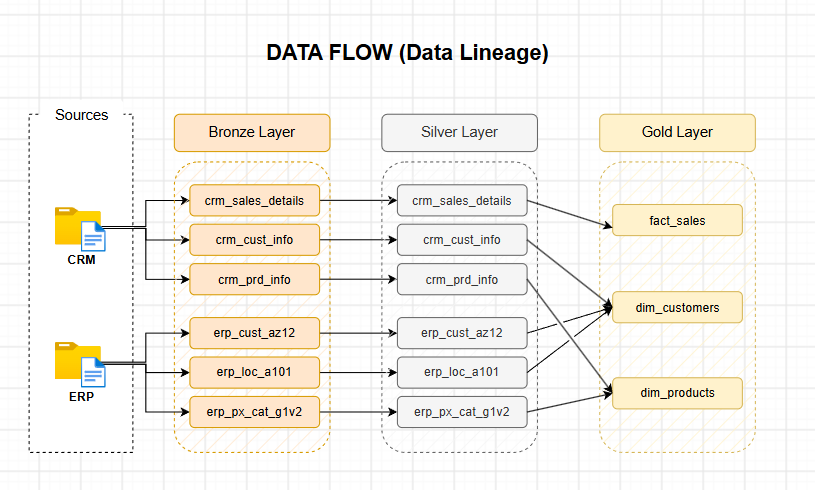 DATA FLOW (Data Lineage)
Sources
Bronze Layer
Silver Layer
Gold Layer
CRM
ERP
crm_sales_details
crm_cust_info
crm_prd_info
erp_cust_az12
erp_loc_a101
erp_px_cat_g1v2
crm_sales_details
crm_cust_info
crm_prd_info
erp_cust_az12
erp_loc_a101
erp_px_cat_g1v2
fact_sales
dim_customers
dim_products